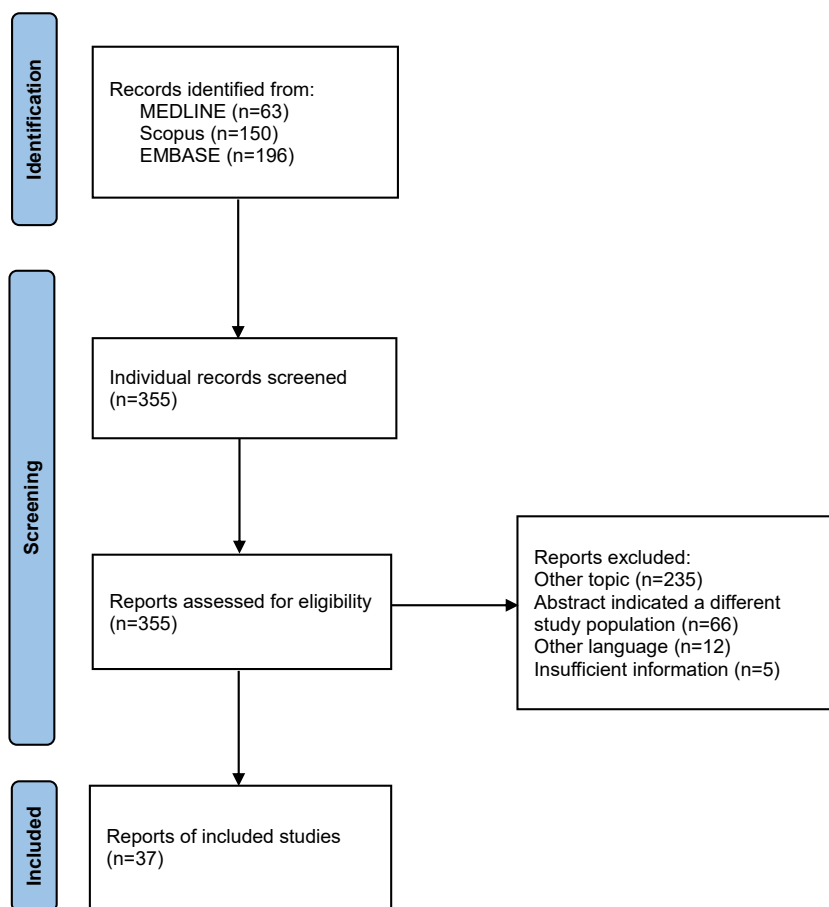 Identification
Records identified from:
MEDLINE (n=63)
Scopus (n=150)
EMBASE (n=196)
Screening
Individual records screened
(n=355)
Reports assessed for eligibility
(n=355)
Reports excluded:
Other topic (n=235)
Abstract indicated a different
study population (n=66)
Other language (n=12)
Insufficient information (n=5)
Included
Reports of included studies
(n=37)